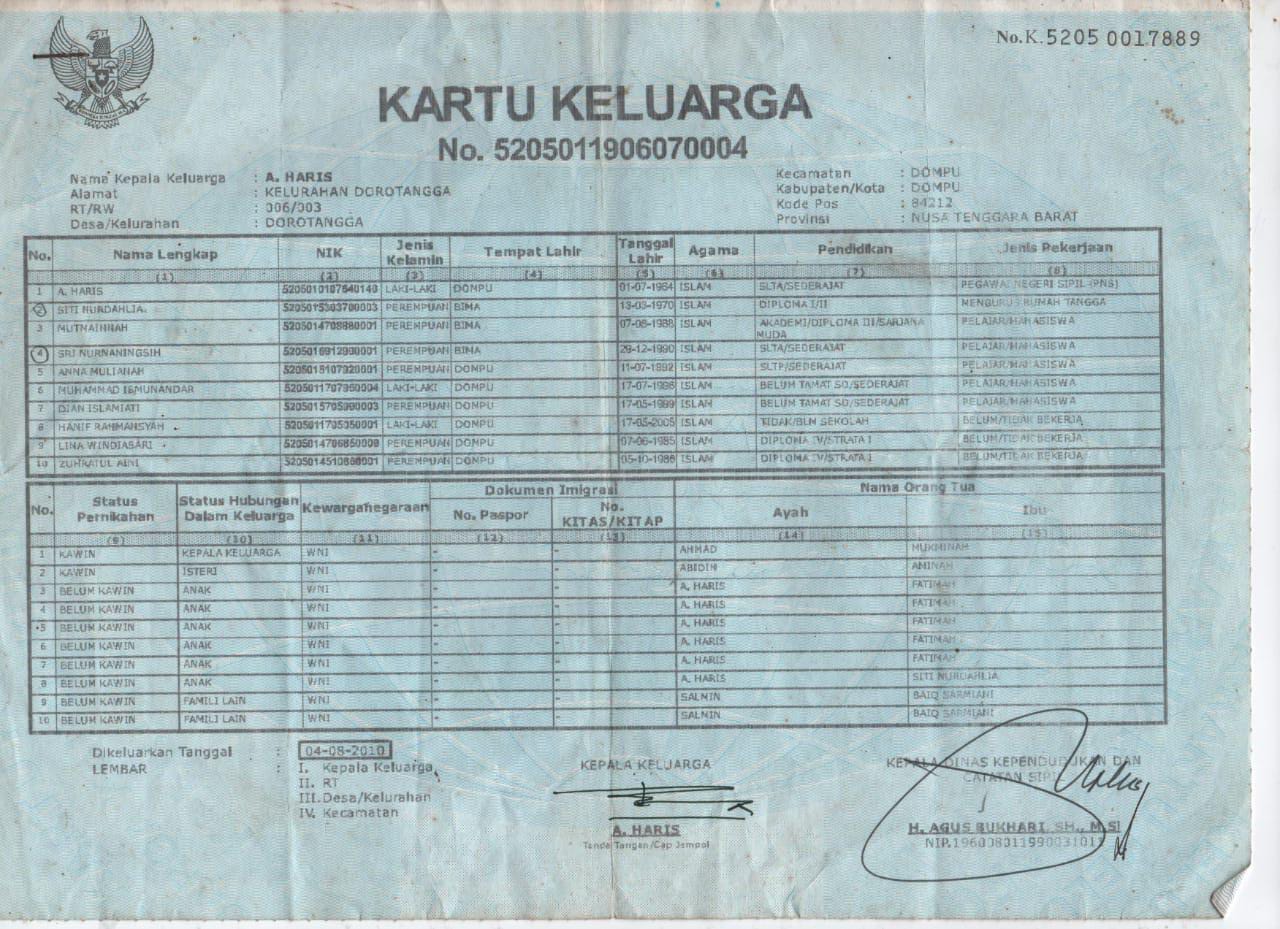 No.K.5205 0017889
KARTU KELUARGA
No. 5205011906070004
Nama Kepala Keluarga : A. HARIS
Alamat : KELURAHAN DOROTANGGA
RT/RW : 006/003
Desa/Kelurahan : DOROTANGGA
Kecamatan : DOMPU
Kabupaten/Kota : DOMPU
Kode Pos : 84212
Provinsi : NUSA TENGGARA BARAT
No. Nama Lengkap NIK Jenis Kelamin Tempat Lahir Tanggal Lahir Agama Pendidikan Jenis Pekerjaan
(1) (2) (3) (4) (5) (6) (7) (8)
1 A. HARIS LAKI-LAKI DOMPU ISLAM SLTA/SEDERAJAT PEGAWAI NEGERI SIPIL (PNS)
2 SITI NURDAHLIA. PEREMPUAN BIMA 13-03-1970 ISLAM DIPLOMA I/II MENGURUS RUMAH TANGGA
3 MUTMAINNAH PEREMPUAN BIMA 07-08-1988 ISLAM AKADEMI/DIPLOMA III/SARJANA MUDA PELAJAR/MAHASISWA
4 SRI NURNANINGSIH PEREMPUAN BIMA 29-12-1990 ISLAM SLTA/SEDERAJAT PELAJAR/MAHASISWA
5 ANNA MULIANAH PEREMPUAN DOMPU 11-07-1992 ISLAM SLTP/SEDERAJAT PELAJAR/MAHASISWA
6 MUHAMMAD ISMUNANDAR LAKI-LAKI DOMPU ISLAM BELUM TAMAT SD/SEDERAJAT PELAJAR/MAHASISWA
7 DIAN ISLAMIATI PEREMPUAN DOMPU 17-05-1999 ISLAM BELUM TAMAT SD/SEDERAJAT PELAJAR/MAHASISWA
8 HANIF RAHMANSYAH LAKI-LAKI DOMPU 17-05-2005 ISLAM TIDAK/BLM SEKOLAH BELUM/TIDAK BEKERJA
9 LINA WINDIASARI PEREMPUAN DOMPU 07-06-1985 ISLAM DIPLOMA IV/STRATA I BELUM/TIDAK BEKERJA
10 ZUHRATUL AINI PEREMPUAN DOMPU 05-10-1986 ISLAM DIPLOMA IV/STRATA I BELUM/TIDAK BEKERJA
No. Status Pernikahan Status Hubungan Dalam Keluarga Kewarganegaraan Dokumen Imigrasi No. Paspor No. KITAS/KITAP Nama Orang Tua Ayah Ibu
(9) (10) (11) (12) (13) (14) (15)
1 KAWIN KEPALA KELUARGA WNI - - AHMAD MUKMINAH
2 KAWIN ISTERI WNI - - ABIDIN AMINAH
3 BELUM KAWIN ANAK WNI - - A. HARIS FATIMAH
4 BELUM KAWIN ANAK WNI - - A. HARIS FATIMAH
5 BELUM KAWIN ANAK WNI - - A. HARIS FATIMAH
6 BELUM KAWIN ANAK WNI - - A. HARIS FATIMAH
7 BELUM KAWIN ANAK WNI - - A. HARIS FATIMAH
8 BELUM KAWIN ANAK WNI - - A. HARIS SITI NURDAHLIA
9 BELUM KAWIN FAMILI LAIN WNI - - SALMIN BAIQ SARMIANI
10 BELUM KAWIN FAMILI LAIN WNI - - SALMIN BAIQ SARMIANI
Dikeluarkan Tanggal : 04-08-2010
LEMBAR : I. Kepala Keluarga
II. RT
III. Desa/Kelurahan
IV. Kecamatan
KEPALA KELUARGA
A. HARIS
Tanda Tangan/Cap Jempol
KEPALA DINAS KEPENDUDUKAN DAN
CATATAN SIPIL
H. AGUS BUKHARI, SH., M.SI